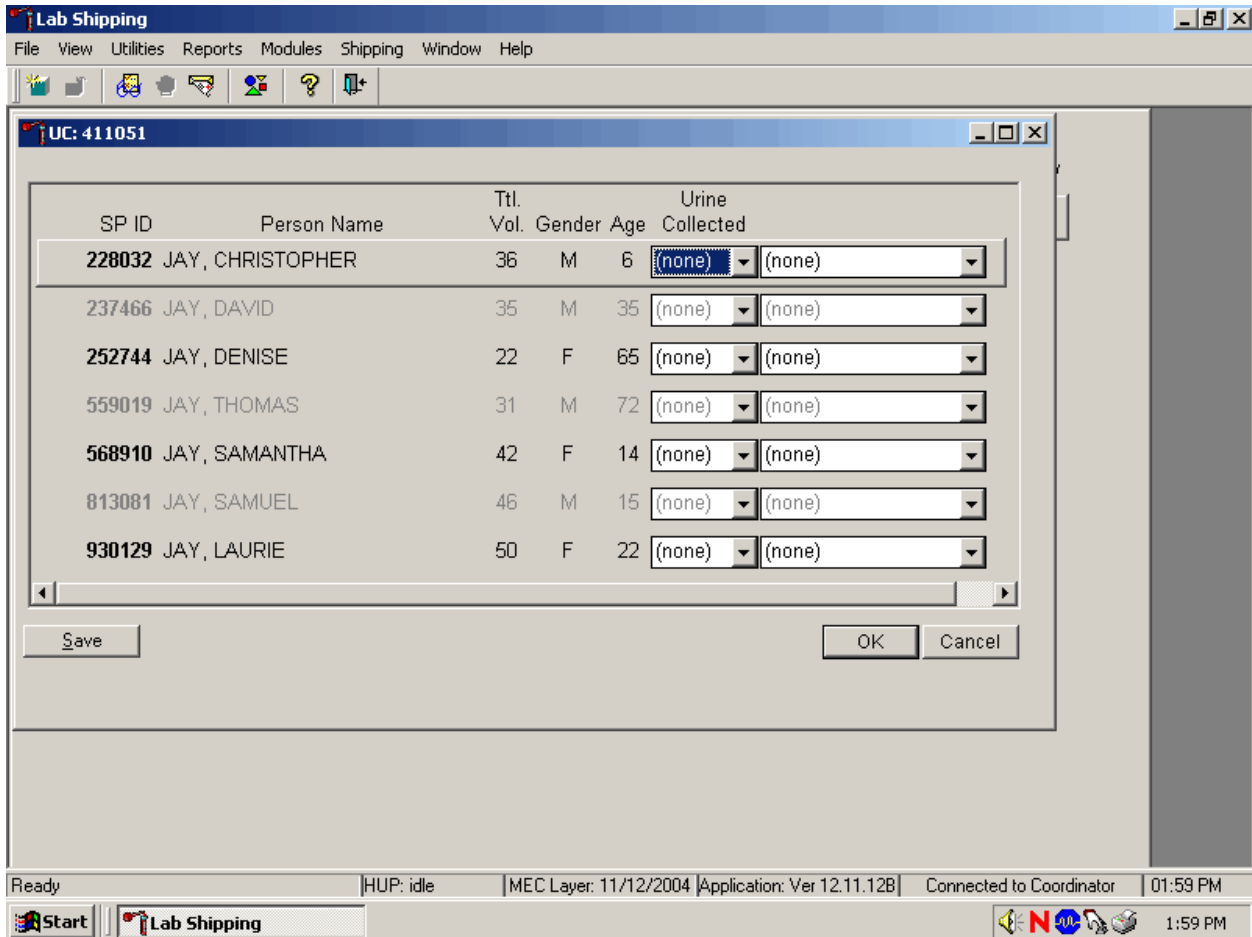 Lab Shipping
File View Utilities Reports Modules Shipping Window Help
UC: 411051
Ttl. Urine
SP ID Person Name Vol. Gender Age Collected
228032 JAY, CHRISTOPHER 36 M 6 (none) (none)
237466 JAY, DAVID 35 M 35 (none) (none)
252744 JAY, DENISE 22 F 65 (none) (none)
559019 JAY, THOMAS 31 M 72 (none) (none)
568910 JAY, SAMANTHA 42 F 14 (none) (none)
813081 JAY, SAMUEL 46 M 15 (none) (none)
930129 JAY, LAURIE 50 F 22 (none) (none)
Save OK Cancel
Ready HUP: idle MEC Layer: 11/12/2004 Application: Ver 12.11.12B Connected to Coordinator 01:59 PM
Start Lab Shipping N 1:59 PM